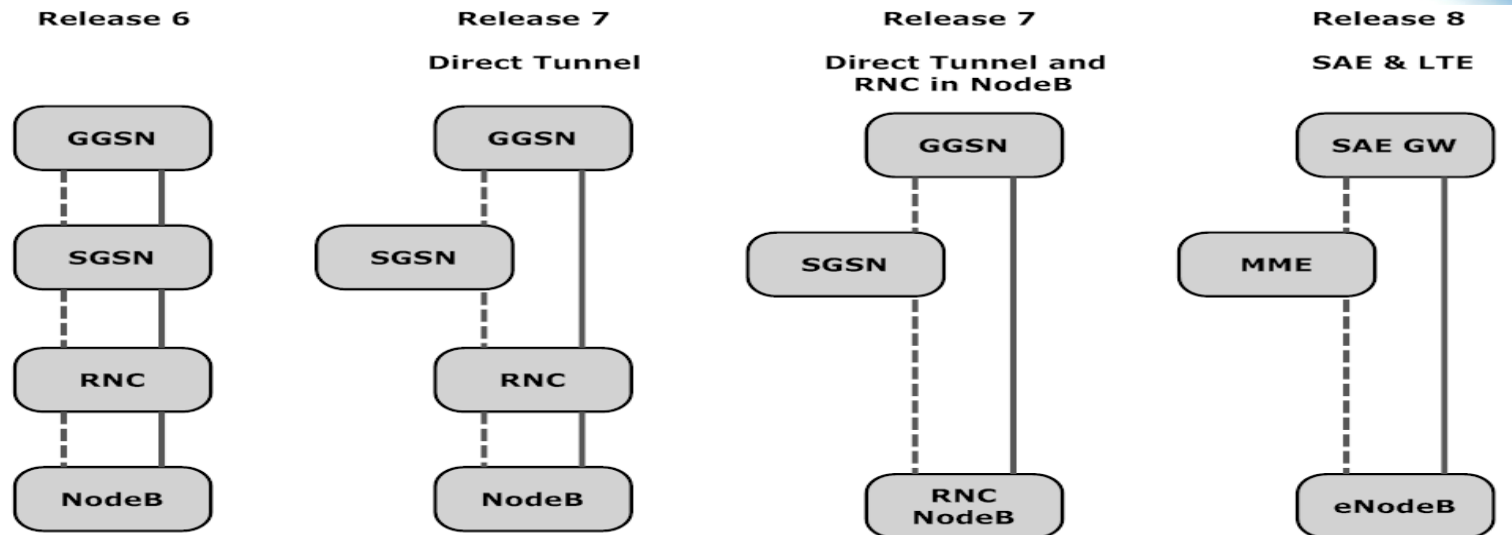 Release 6
Release 7
Direct Tunnel
Release 7
Direct Tunnel and
RNC in NodeB
Release 8
SAE & LTE
GGSN
SGSN
RNC
NodeB
GGSN
SGSN
RNC
NodeB
GGSN
SGSN
RNC
NodeB
SAE GW
MME
eNodeB